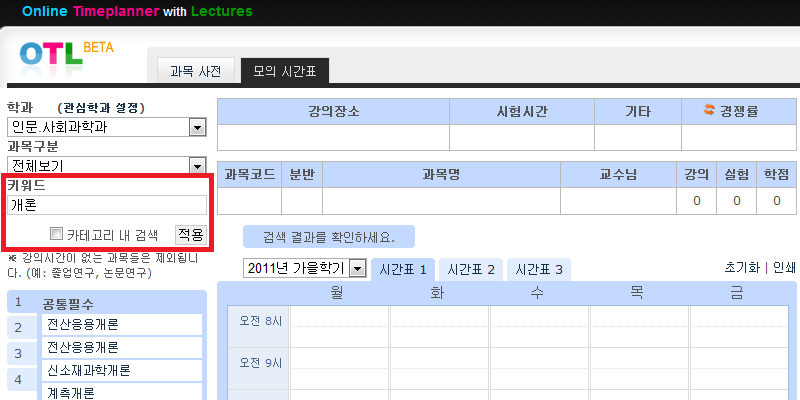 Online Timeplanner with Lectures
OTL BETA
과목 사전
모의 시간표
학과 (관심학과 설정)
인문.사회과학과
과목구분
전체보기
키워드
개론
카테고리 내 검색
적용
※ 강의시간이 없는 과목들은 제외됩니
다. (예: 졸업연구, 논문연구)
1
2
3
4
공통필수
전산응용개론
전산응용개론
신소재과학개론
계측개론
강의장소 시험시간 기타 경쟁률
과목코드 분반 과목명 교수님 강의 실험 학점
0 0 0
검색 결과를 확인하세요.
2011년 가을학기
시간표 1
시간표 2
시간표 3
초기화 | 인쇄
월 화 수 목 금
오전 8시
오전 9시